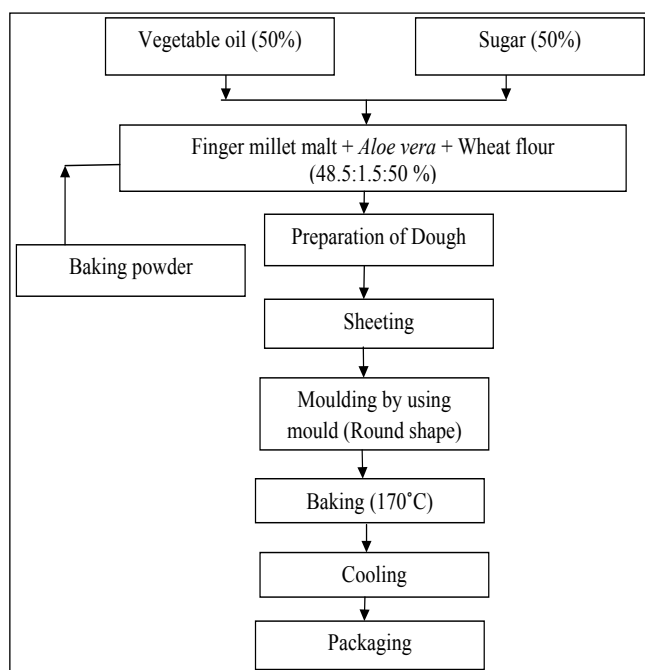 Vegetable oil (50%)
Sugar (50%)
Finger millet malt + Aloe vera + Wheat flour
(48.5:1.5:50 %)
Preparation of Dough
Baking powder
Sheeting
Moulding by using
mould (Round shape)
Baking (170˚C)
Cooling
Packaging